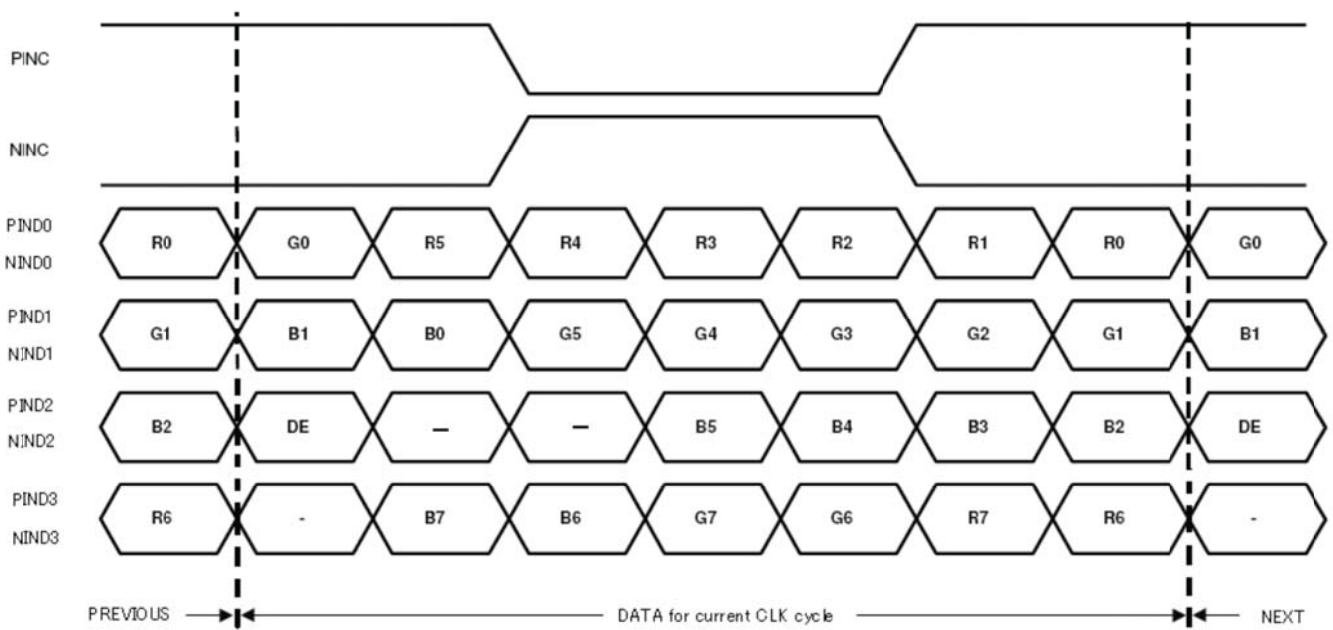 PINC
NINC
PIND0
R0 G0 R5 R4 R3 R2 R1 R0 G0
NIND0
PIND1
G1 B1 B0 G5 G4 G3 G2 G1 B1
NIND1
PIND2
B2 DE — — B5 B4 B3 B2 DE
NIND2
PIND3
R6 - B7 B6 G7 G6 R7 R6 -
NIND3
PREVIOUS DATA for current CLK cycle NEXT